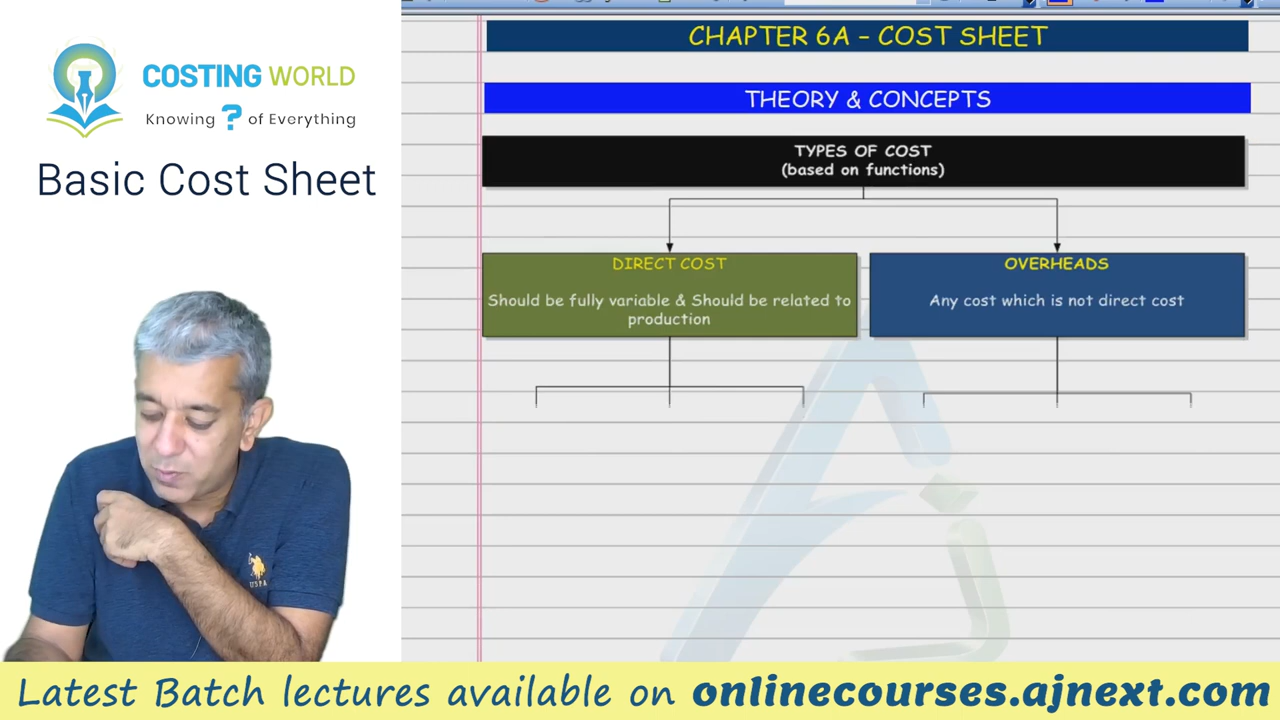 COSTING WORLD
Knowing ? of Everything
Basic Cost Sheet
CHAPTER 6A – COST SHEET
THEORY & CONCEPTS
TYPES OF COST
(based on functions)
DIRECT COST
Should be fully variable & Should be related to
production
OVERHEADS
Any cost which is not direct cost
USPA
Latest Batch lectures available on onlinecourses.ajnext.com